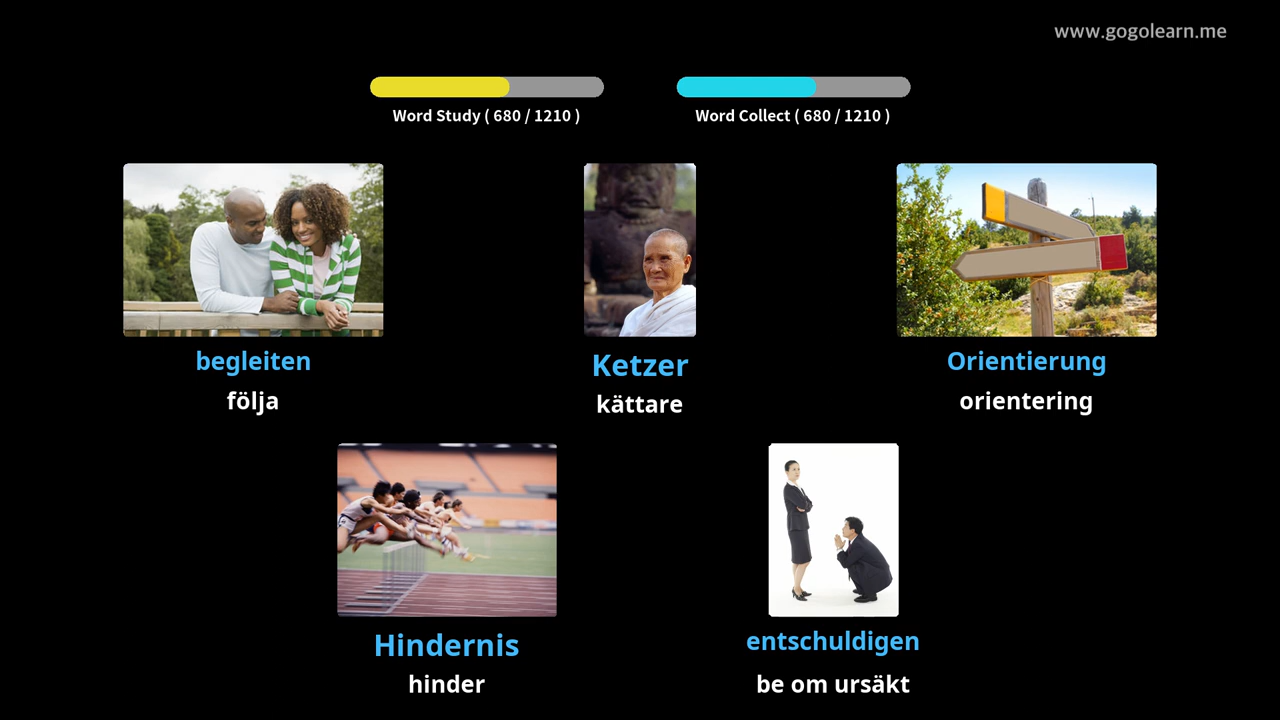 www.gogolearn.me
Word Study ( 680 / 1210 )
Word Collect ( 680 / 1210 )
begleiten
följa
Ketzer
kättare
Orientierung
orientering
Hindernis
hinder
entschuldigen
be om ursäkt